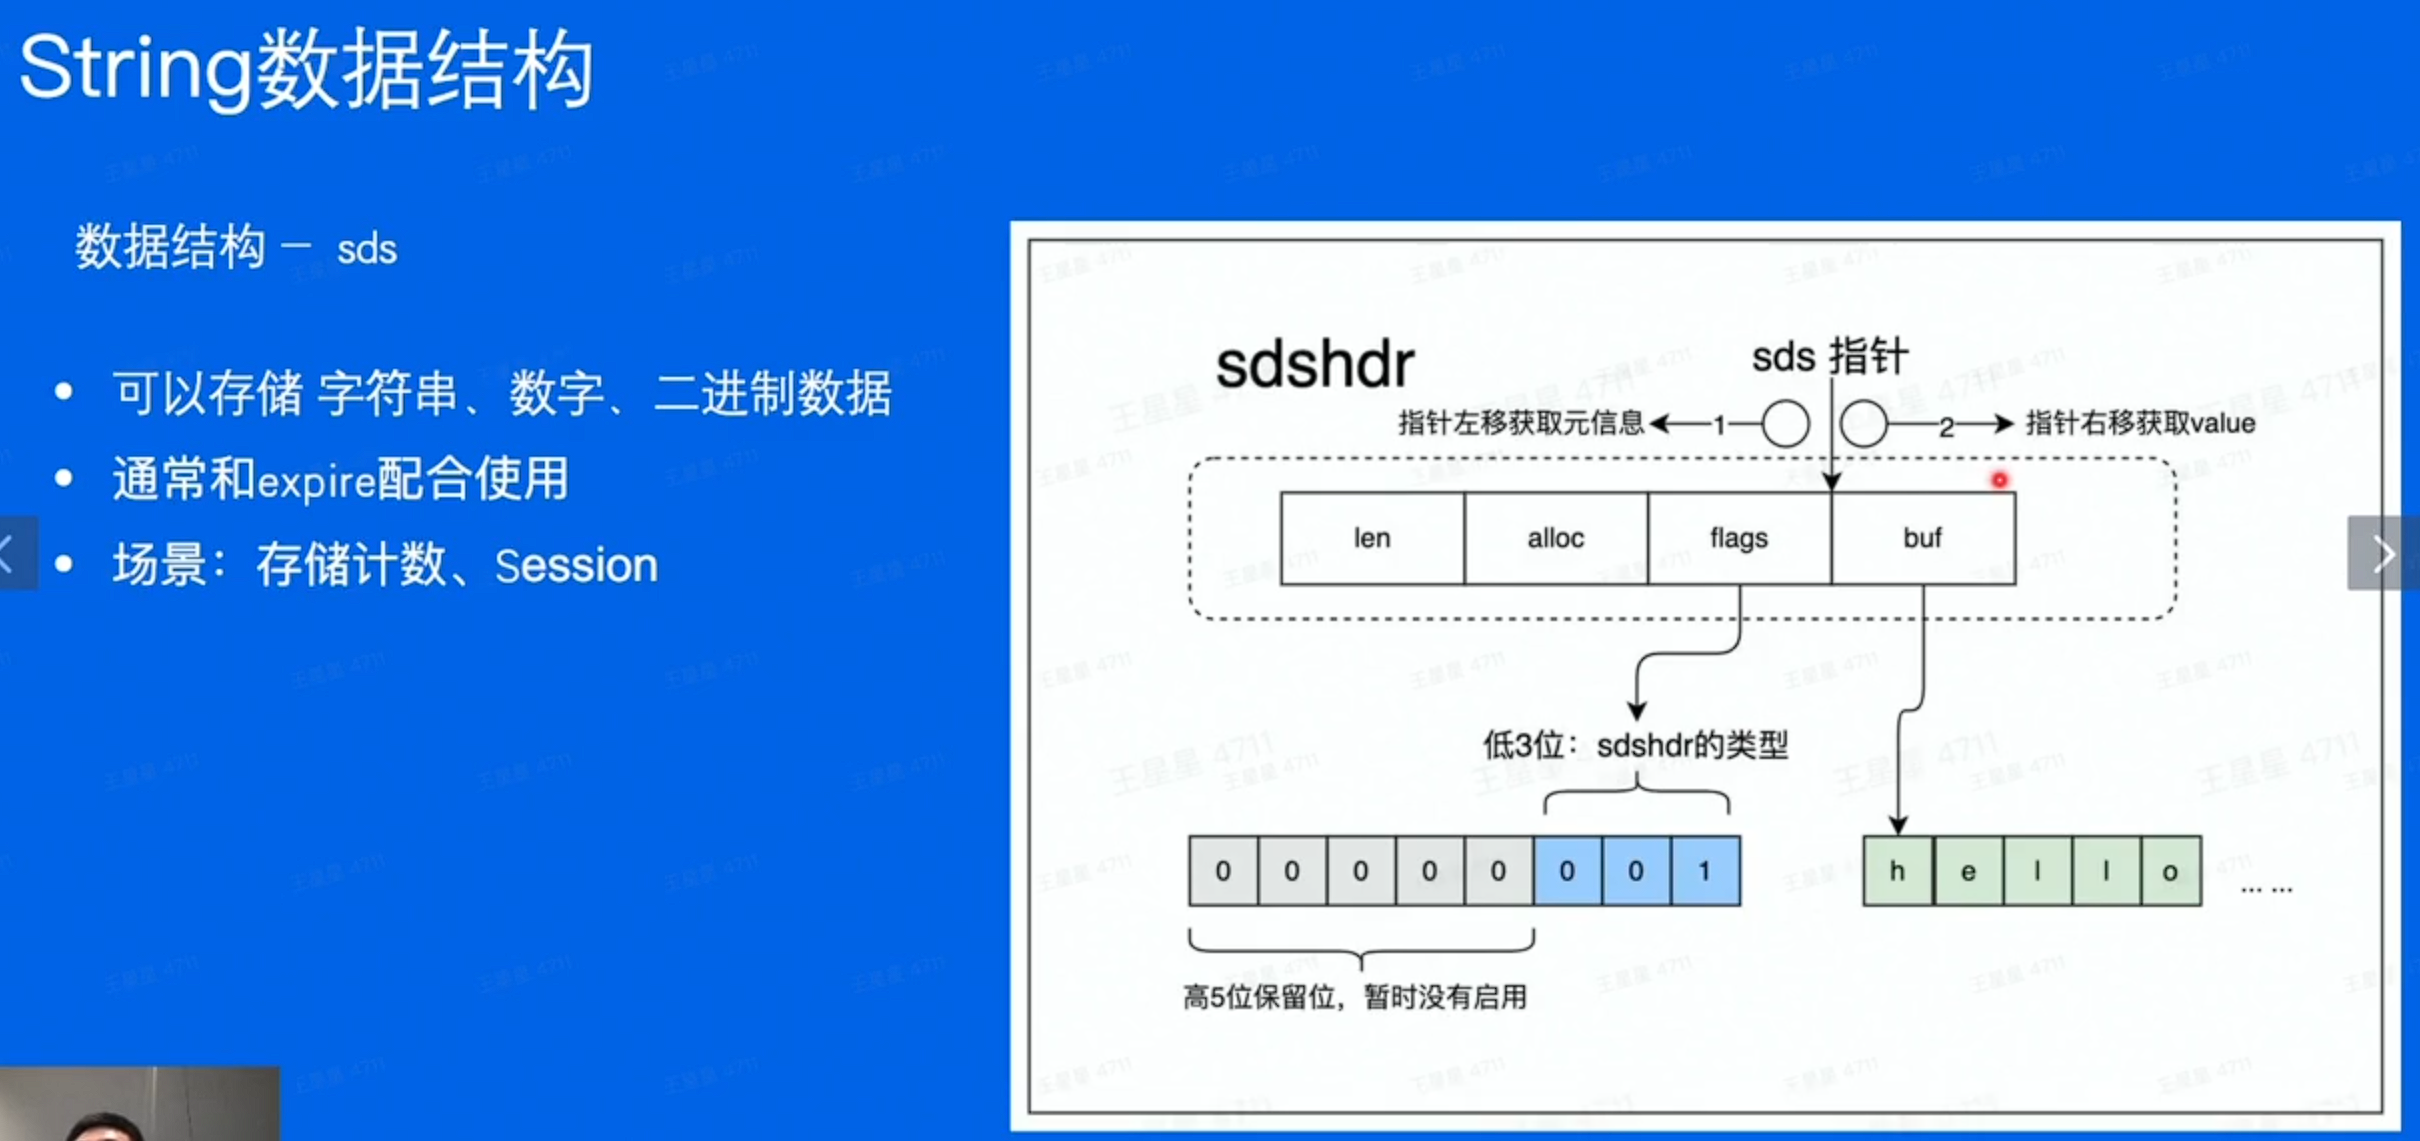 String数据结构
数据结构 — sds
• 可以存储 字符串、数字、二进制数据
• 通常和expire配合使用
• 场景：存储计数、Session
sdshdr
sds 指针
指针左移获取元信息
1
2
指针右移获取value
len
alloc
flags
buf
低3位：sdshdr的类型
0 0 0 0 0 0 0 1
h e l l o
... ...
高5位保留位，暂时没有启用
王星星 4711